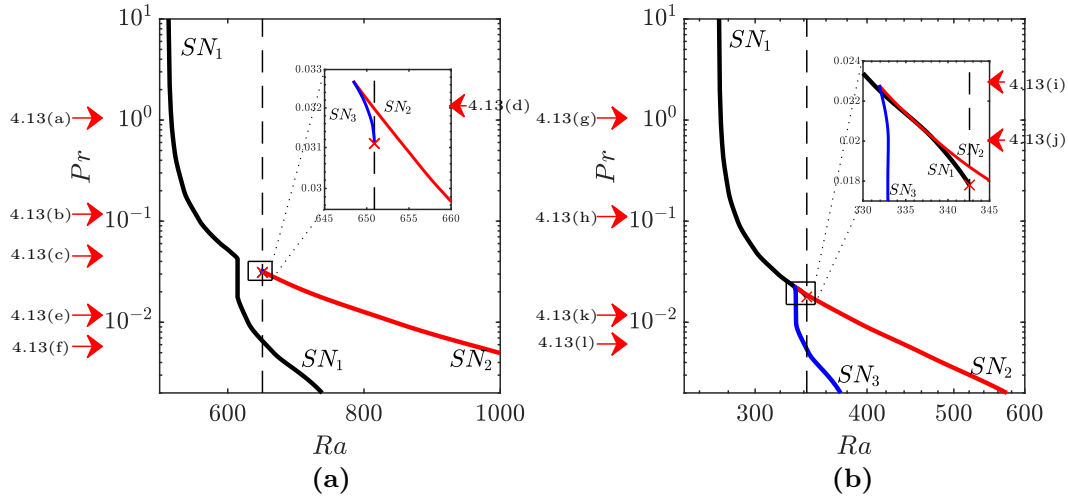 10^1
10^0
10^{-1}
10^{-2}
Pr
4.13(a)
4.13(b)
4.13(c)
4.13(e)
4.13(f)
SN_1
SN_1
SN_2
0.033
0.032
0.031
0.03
645
650
655
660
SN_2
SN_3
4.13(d)
600
800
1000
Ra
(a)
10^1
10^0
10^{-1}
10^{-2}
Pr
4.13(g)
4.13(h)
4.13(k)
4.13(l)
SN_1
SN_3
SN_2
0.024
0.022
0.02
0.018
330
335
340
345
SN_2
SN_1
SN_3
4.13(i)
4.13(j)
300
400
500
600
Ra
(b)